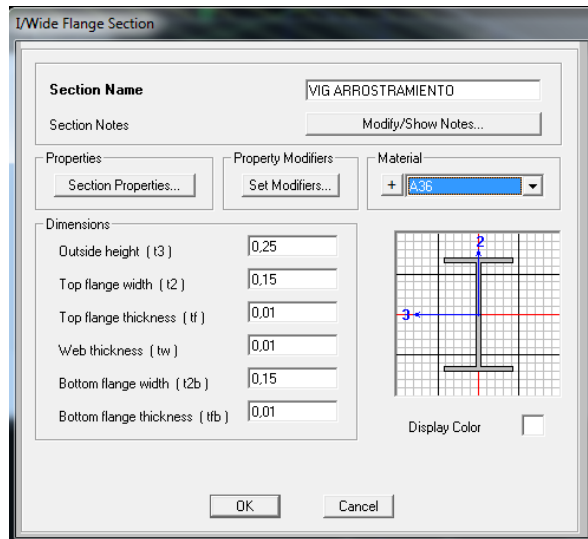 I/Wide Flange Section
Section Name VIG ARROSTRAMIENTO
Section Notes Modify/Show Notes...
Properties Property Modifiers Material
Section Properties... Set Modifiers... + A36
Dimensions
Outside height ( t3 ) 0,25
Top flange width ( t2 ) 0,15
Top flange thickness ( tf ) 0,01
Web thickness ( tw ) 0,01
Bottom flange width ( t2b ) 0,15
Bottom flange thickness ( tfb ) 0,01
2
3
Display Color
OK Cancel